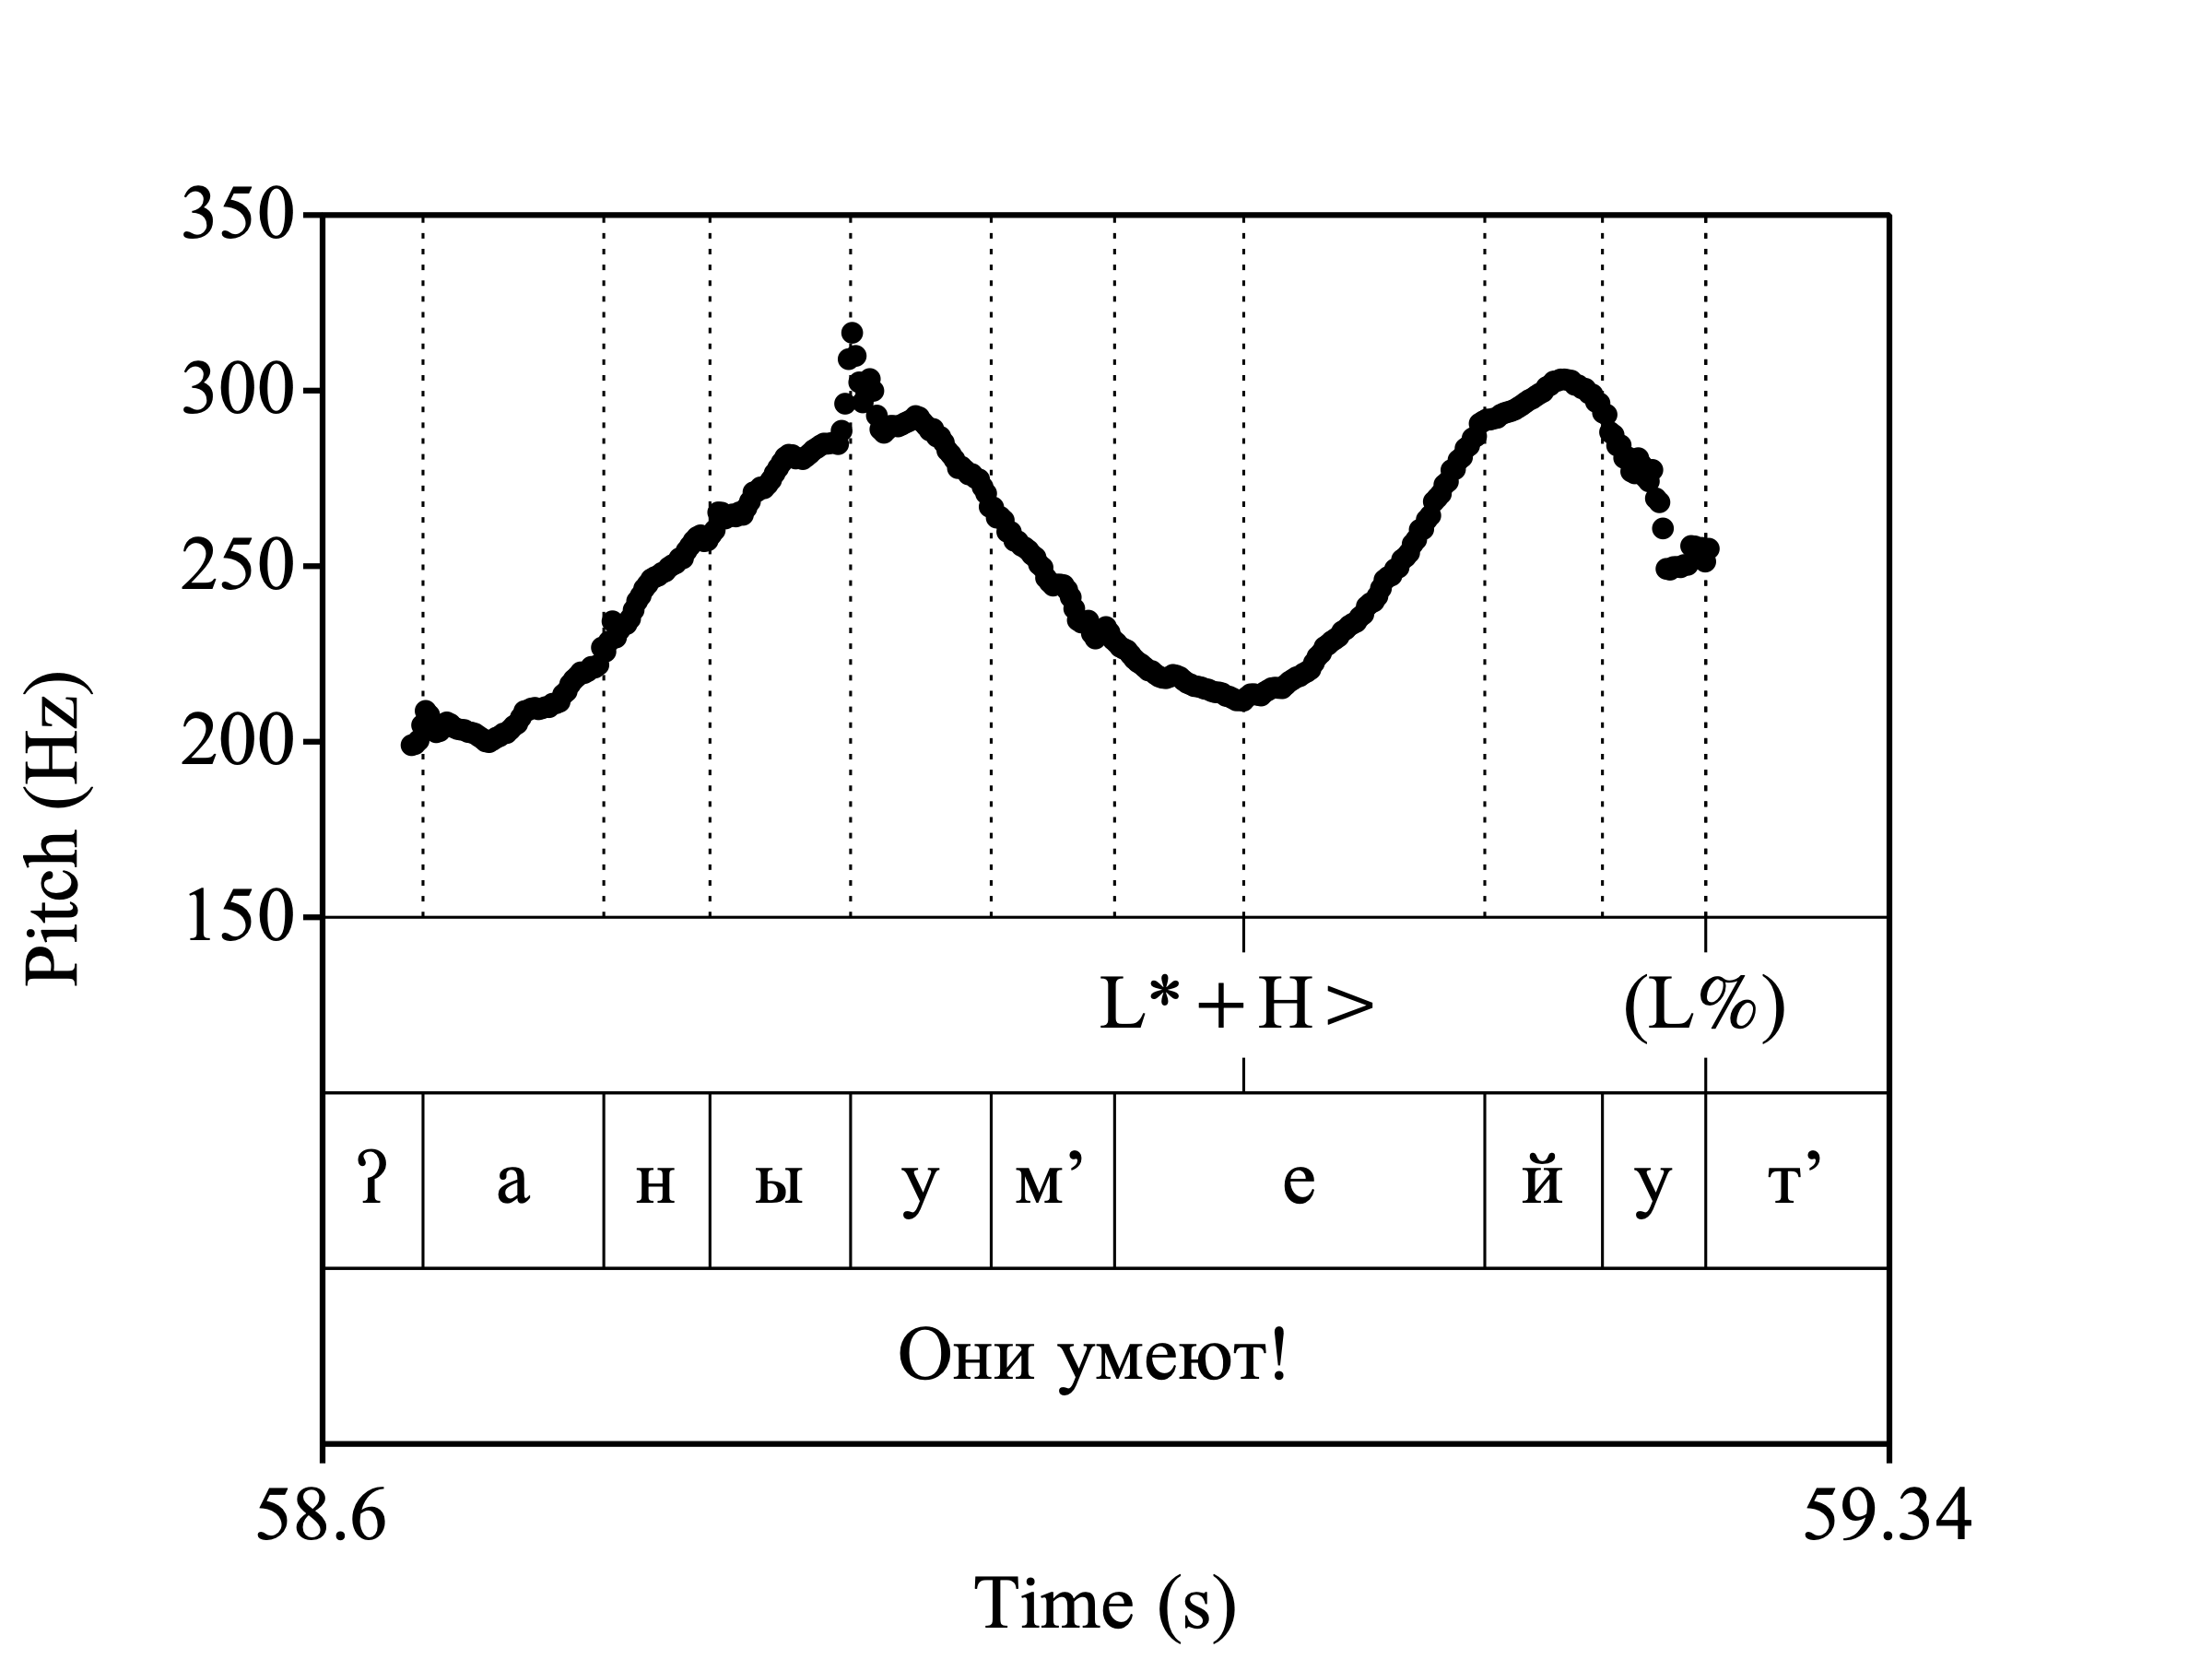 350
300
250
200
150
Pitch (Hz)
L*+H> (L%)
ʔ а н ы у м’ е й у т’
Они умеют!
58.6 59.34
Time (s)